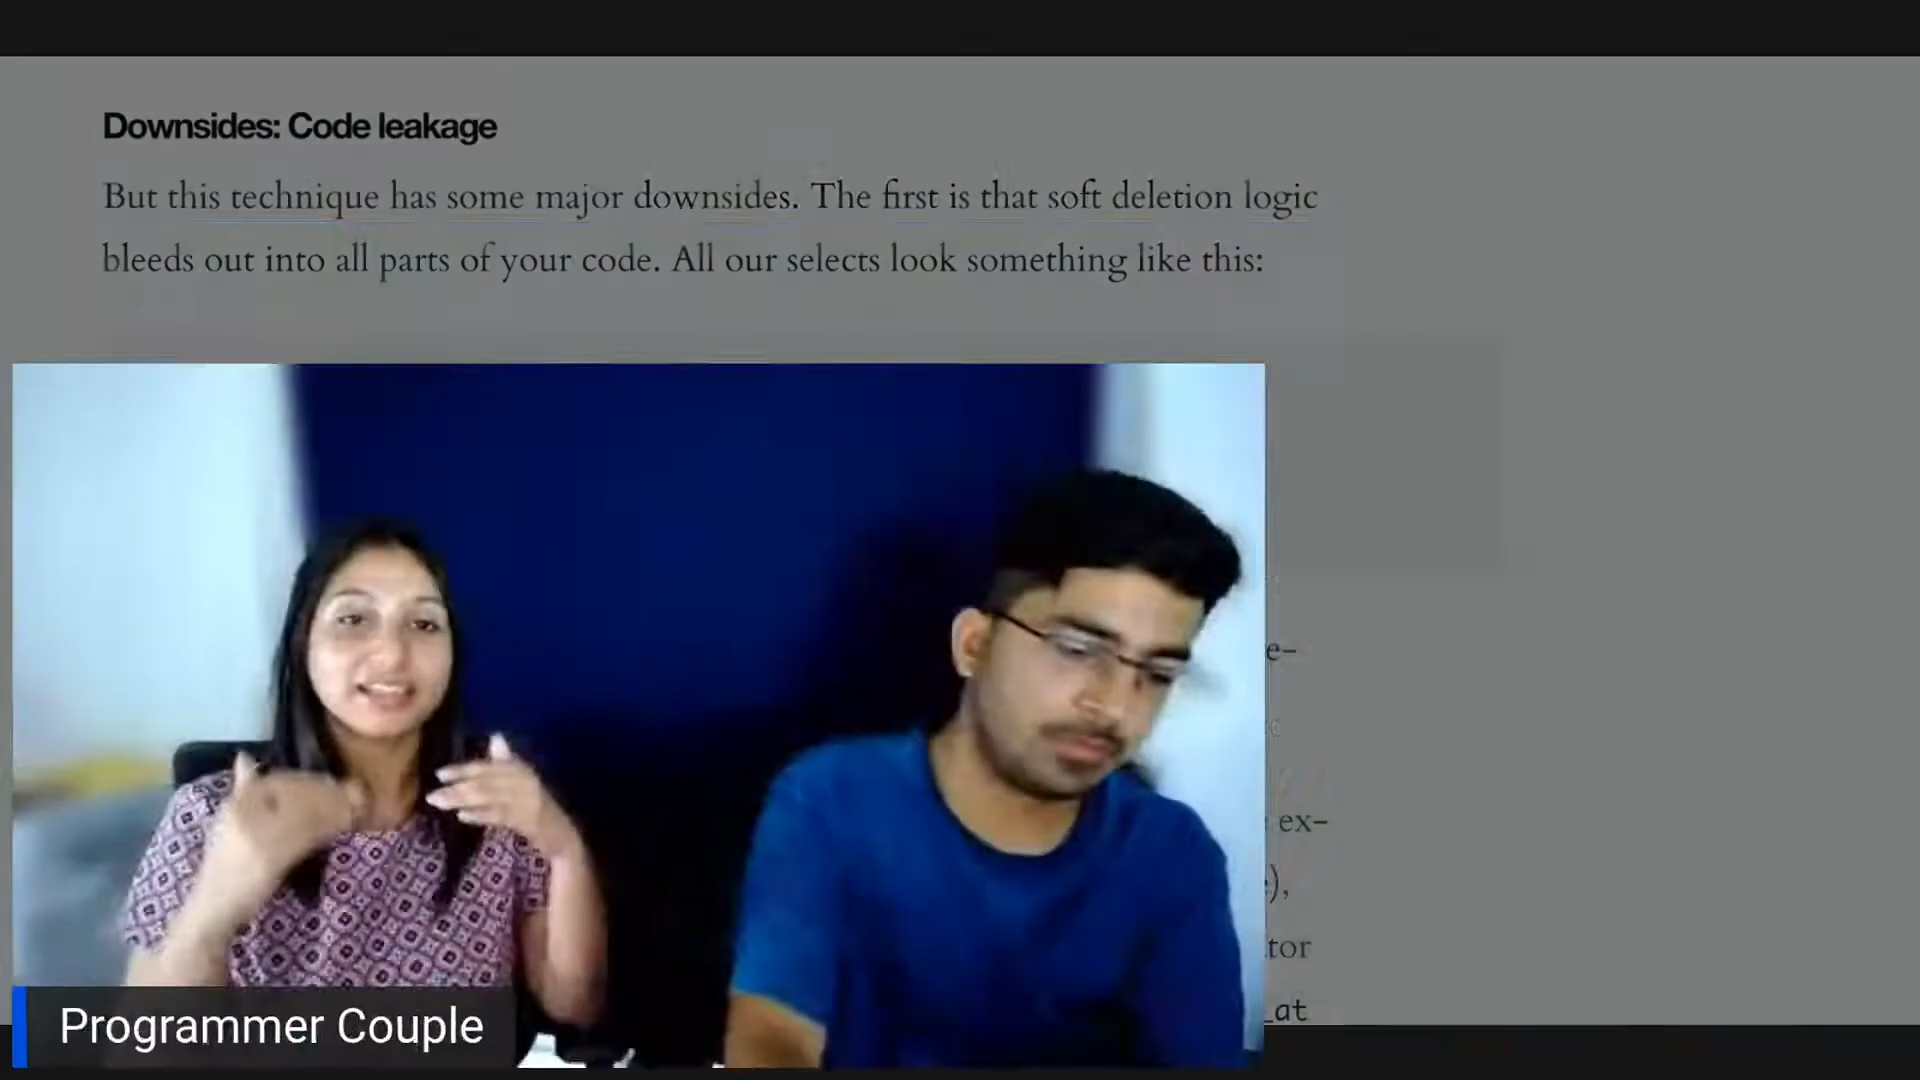 Downsides: Code leakage
But this technique has some major downsides. The first is that soft deletion logic
bleeds out into all parts of your code. All our selects look something like this:
e-
ex-
),
tor
_at
Programmer Couple